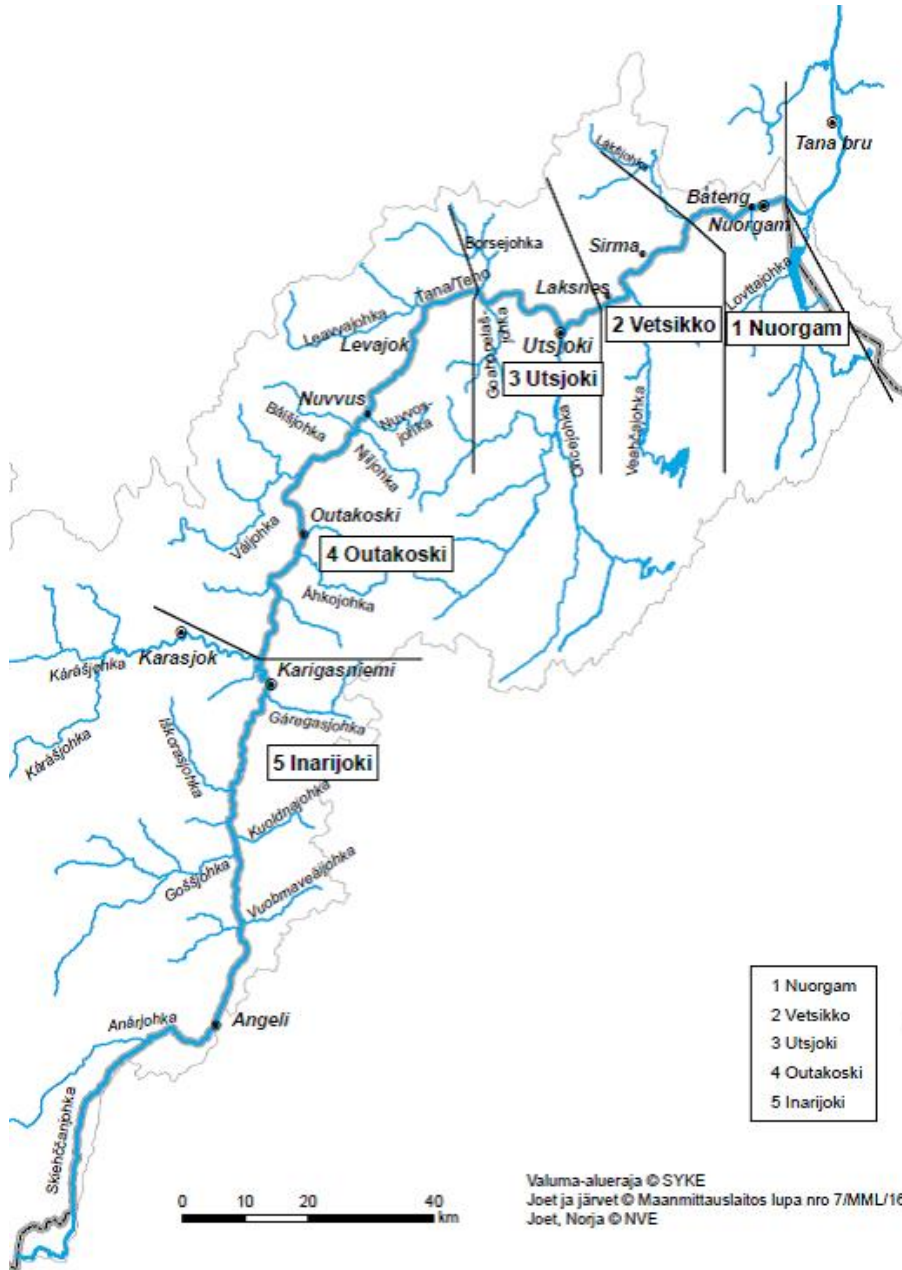 Tana bru
Lákšjohka
Båteng
Nuorgam
Borsejohka
Sirma
Lovttajohka
Tana/Teno
Laksnes
Leavvajohka
2 Vetsikko
1 Nuorgam
Levajok
Utsjoki
3 Utsjoki
Nuvvus
Nuvvos-
johka
Báišjohka
Njiljohka
Veahčajohka
Outakoski
Váljohka
4 Outakoski
Áhkojohka
Karasjok
Kárášjohka
Karigasniemi
Gáregasjohka
Kárášjohka
Iškorasjohka
5 Inarijoki
Kuoldnajohka
Goššjohka
Vuobmaveäijohka
Angeli
Anárjohka
Skiehččanjohka
1 Nuorgam
2 Vetsikko
3 Utsjoki
4 Outakoski
5 Inarijoki
0 10 20 40
km
Valuma-alueraja © SYKE
Joet ja järvet © Maanmittauslaitos lupa nro 7/MML/16
Joet, Norja © NVE